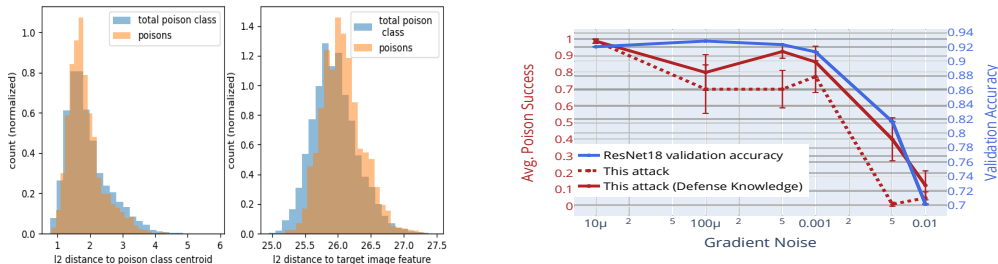 total poison class
poisons
count (normalized)
1.0
0.8
0.6
0.4
0.2
0.0
1 2 3 4 5 6
l2 distance to poison class centroid
total poison
class
poisons
count (normalized)
1.4
1.2
1.0
0.8
0.6
0.4
0.2
0.0
25.0 25.5 26.0 26.5 27.0 27.5
l2 distance to target image feature
Avg. Poison Success
1
0.9
0.8
0.7
0.6
0.5
0.4
0.3
0.2
0.1
0
ResNet18 validation accuracy
This attack
This attack (Defense Knowledge)
10μ 2 5 100μ 2 5 0.001 2 5 0.01
Gradient Noise
0.94
0.92
0.9
0.88
0.86
0.84
0.82
0.8
0.78
0.76
0.74
0.72
0.7
Validation Accuracy